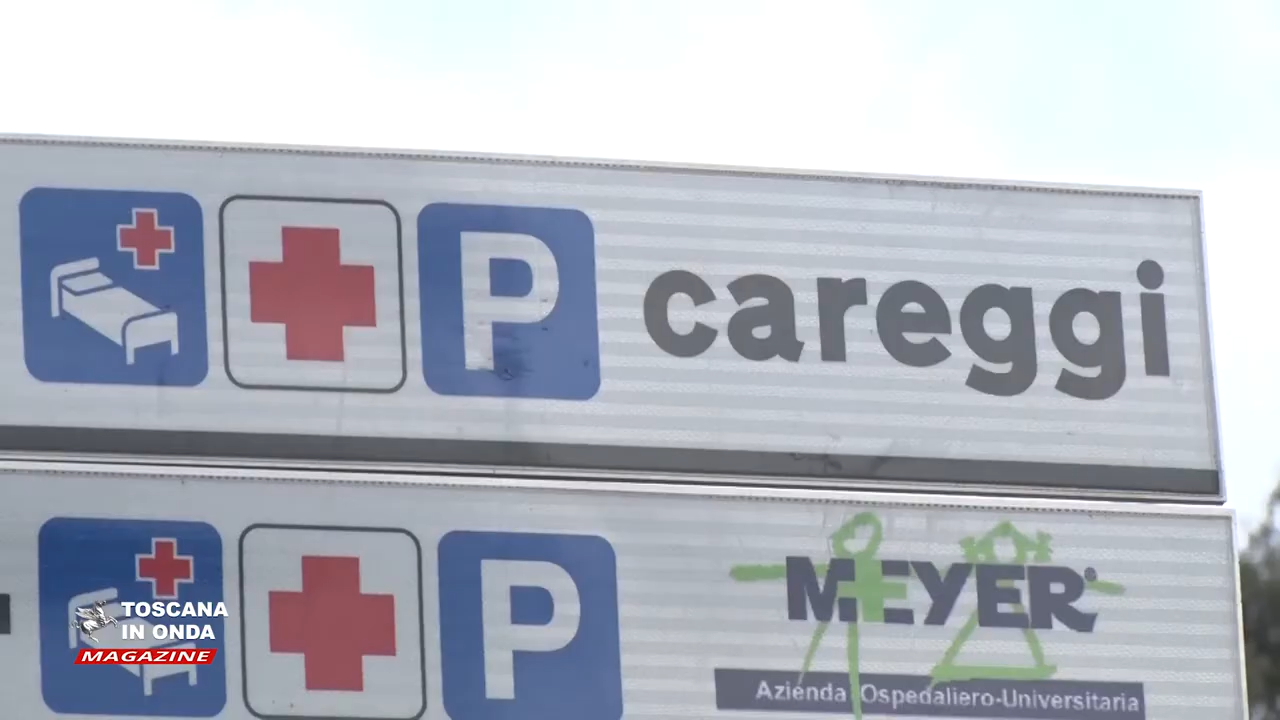 P careggi
P MEYER
Azienda Ospedaliero-Universitaria
TOSCANA
IN ONDA
MAGAZINE